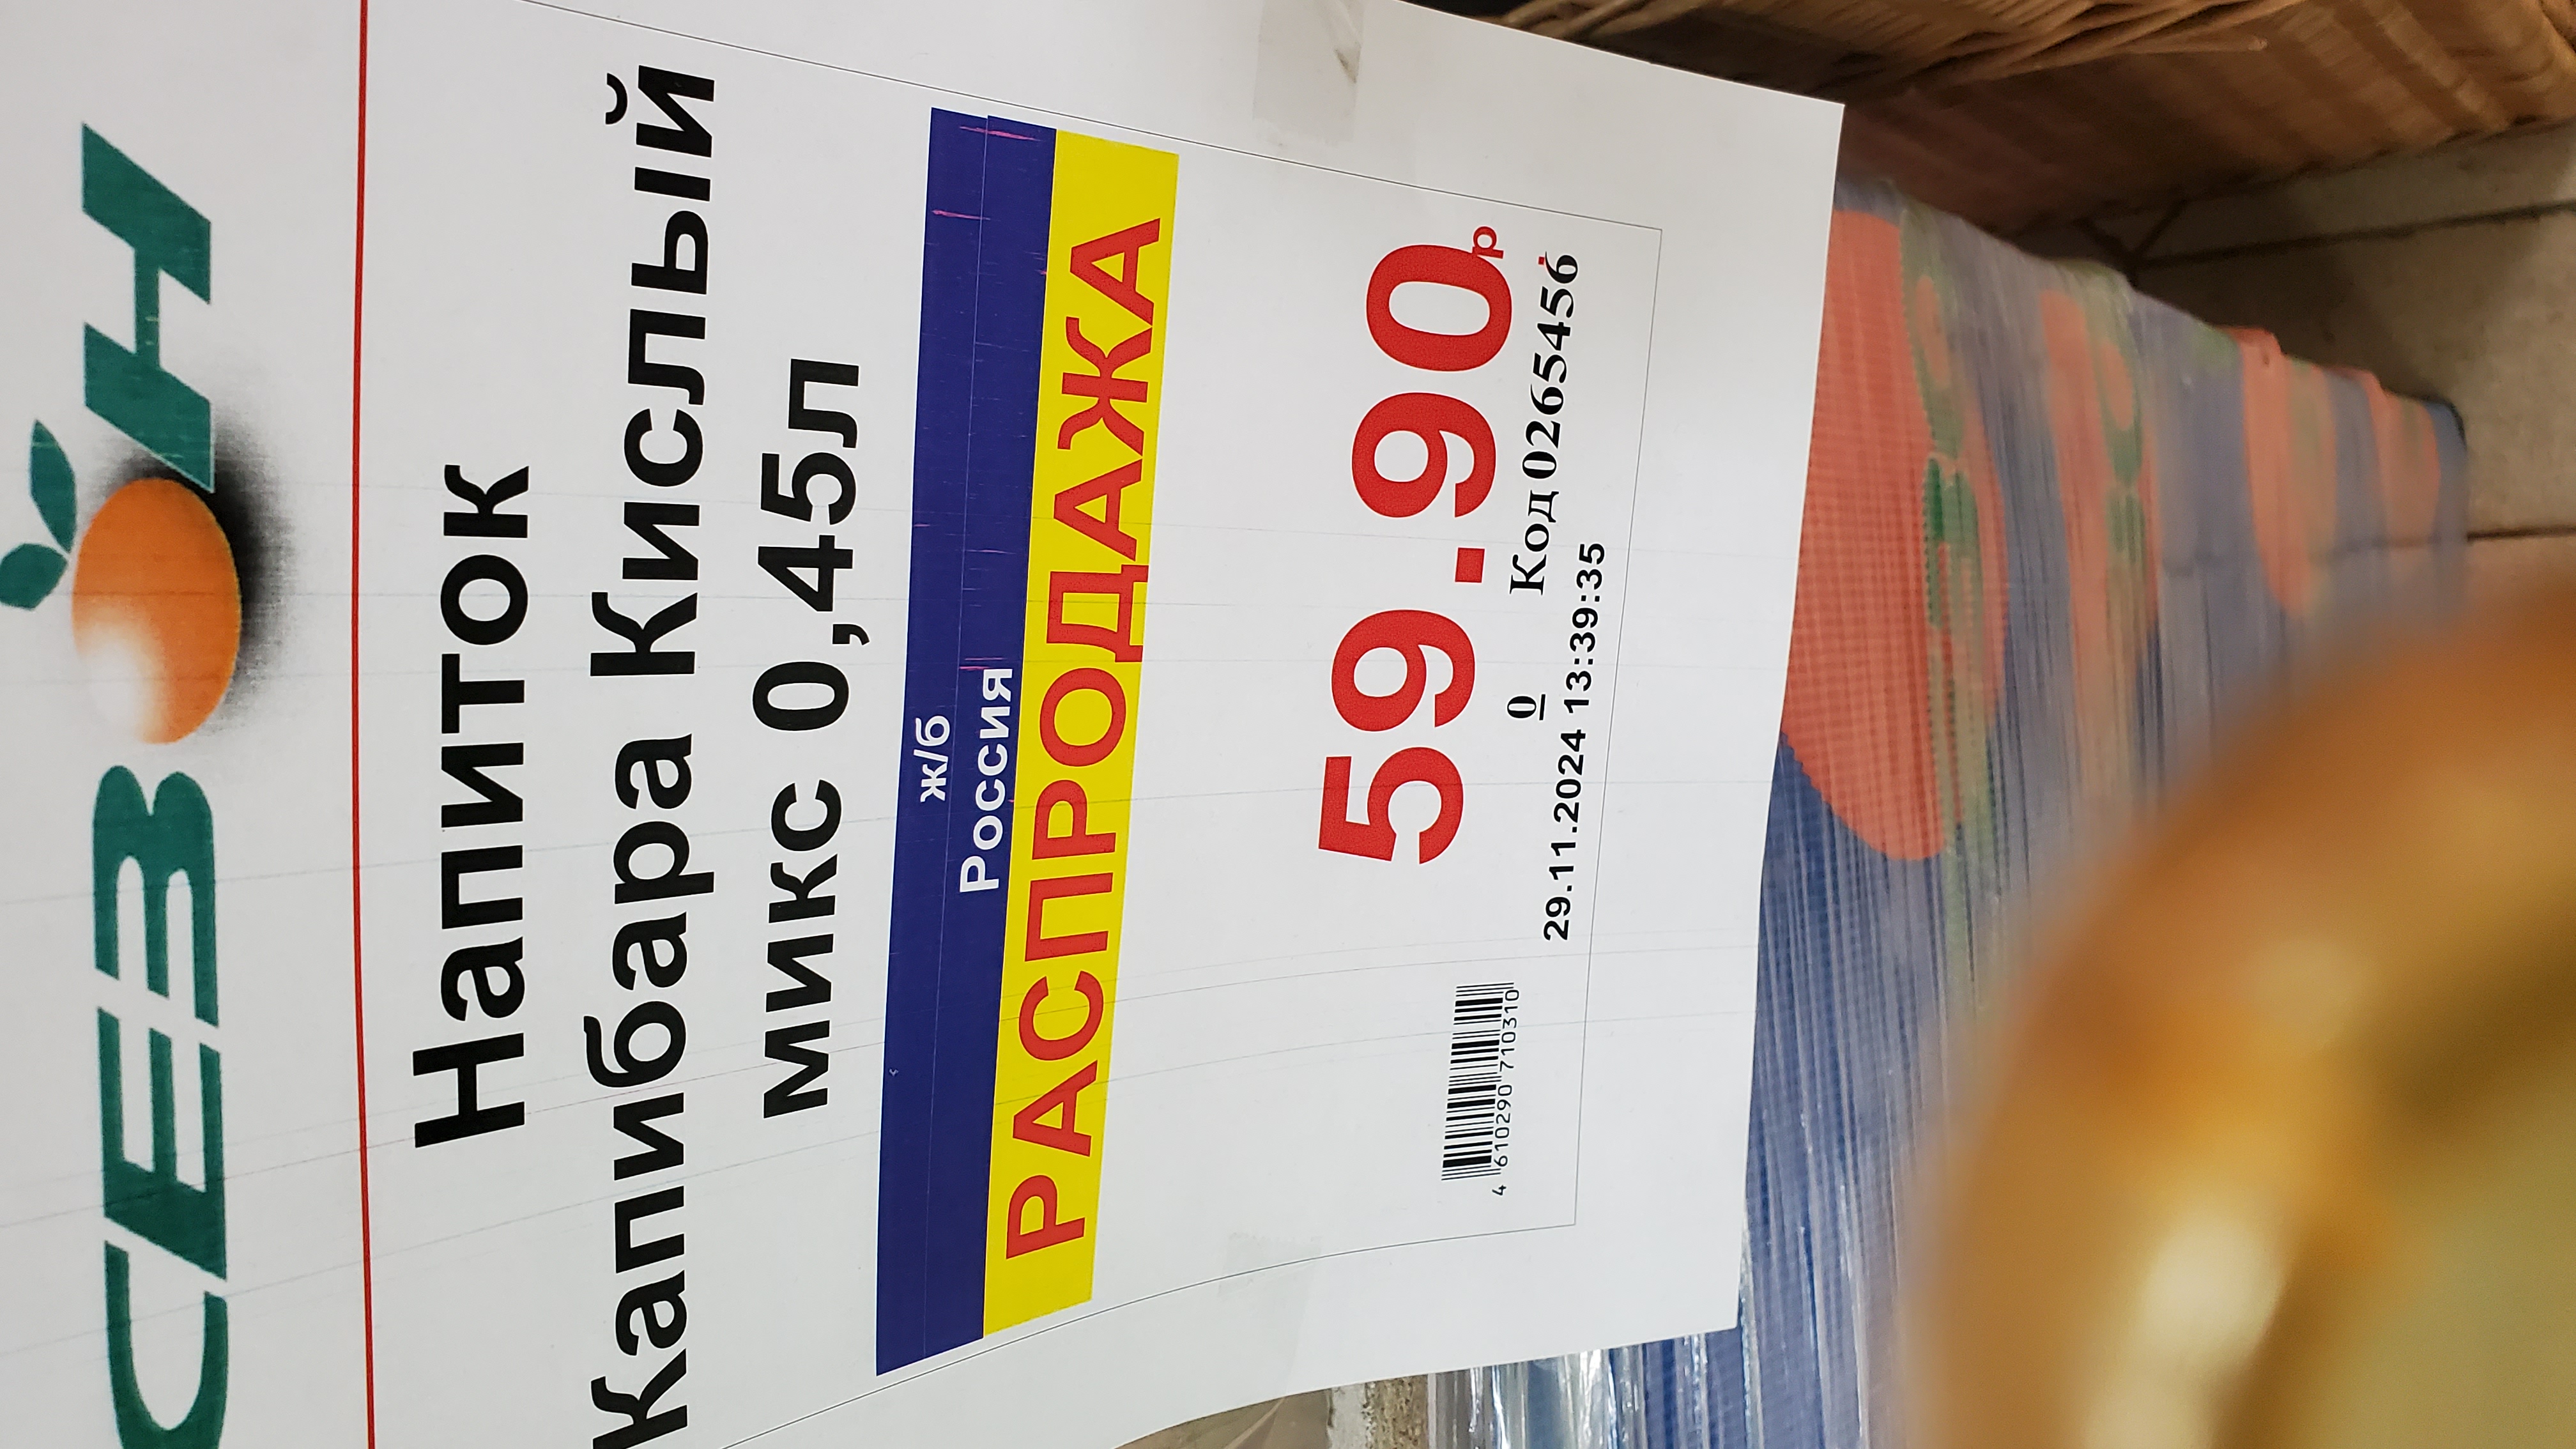 СЕЗОН
Напиток
Капибара Кислый
микс 0,45л
ж/б
Россия
РАСПРОДАЖА
59.90р.
0 Код 0265456
29.11.2024 13:39:35
4 610290 710310